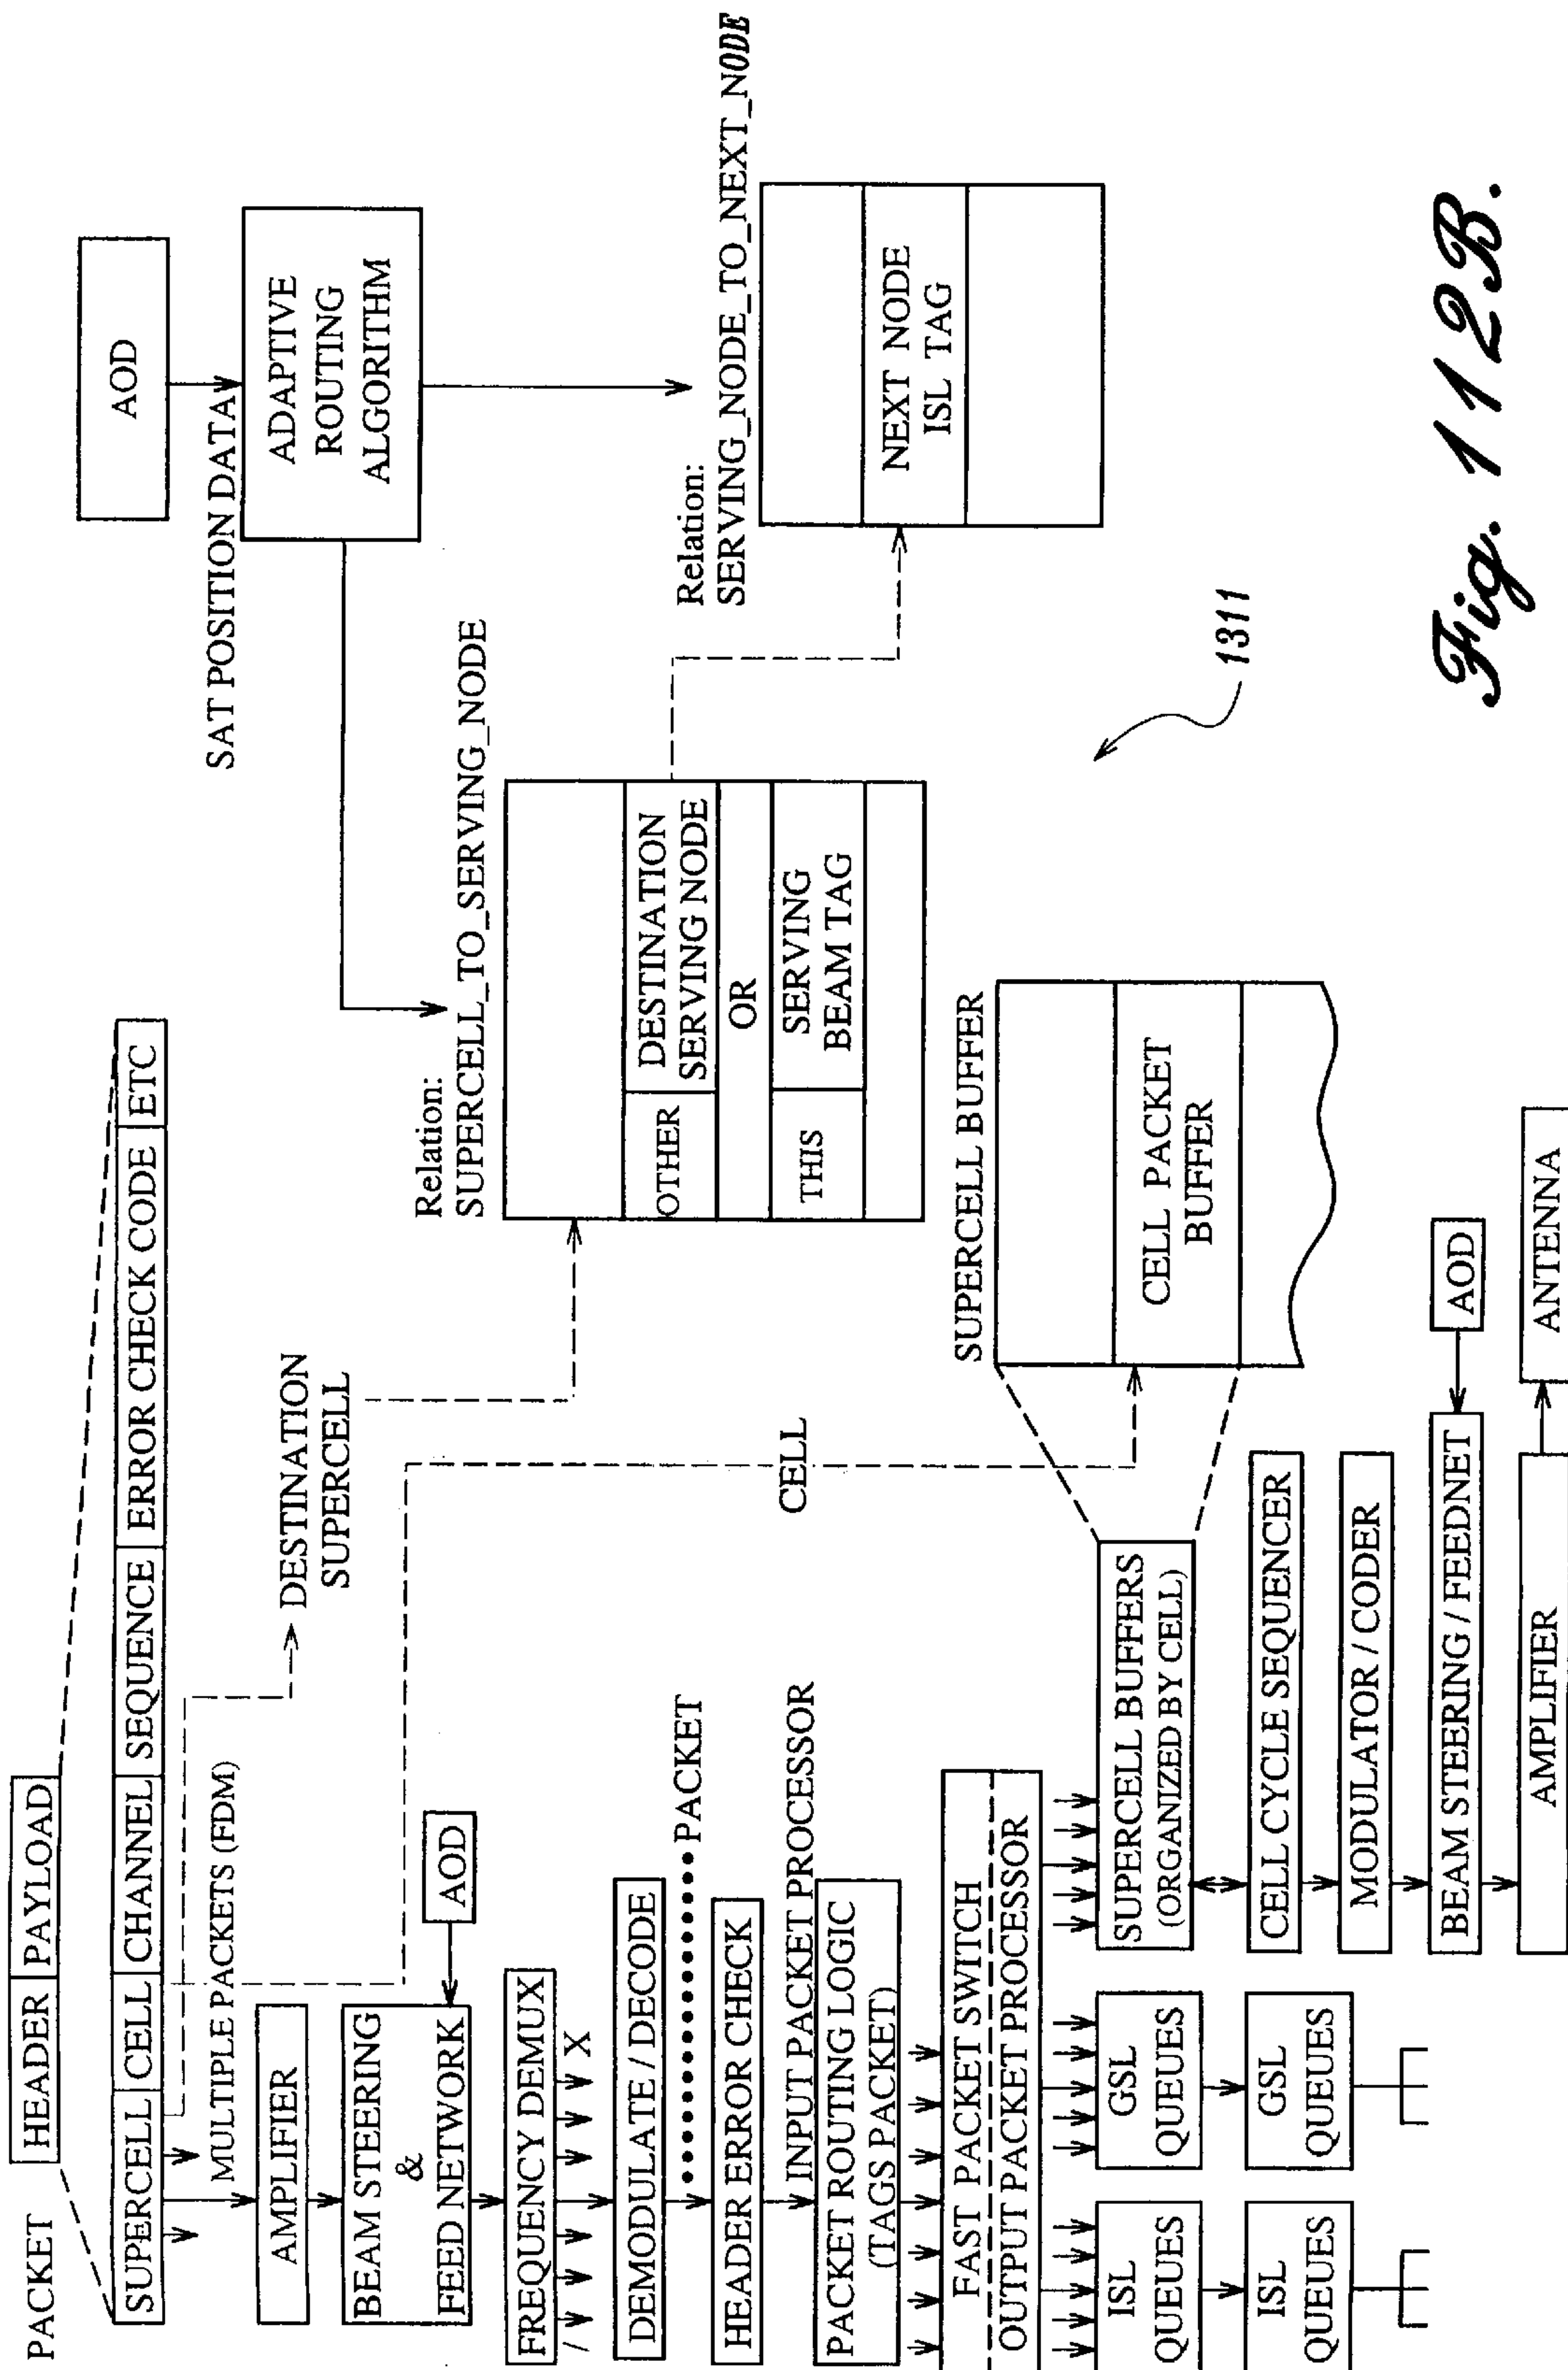 PACKET
HEADER PAYLOAD
SUPERCELL CELL CHANNEL SEQUENCE SEQUENCE ERROR CHECK CODE ETC
MULTIPLE PACKETS (FDM)
DESTINATION
SUPERCELL
AMPLIFIER
BEAM STEERING
&
FEED NETWORK
AOD
FREQUENCY DEMUX
/ X
DEMODULATE / DECODE
PACKET
HEADER ERROR CHECK
INPUT PACKET PROCESSOR
PACKET ROUTING LOGIC
(TAGS PACKET)
FAST PACKET SWITCH
OUTPUT PACKET PROCESSOR
ISL
QUEUES
GSL
QUEUES
SUPERCELL BUFFERS
(ORGANIZED BY CELL)
ISL
QUEUES
GSL
QUEUES
CELL CYCLE SEQUENCER
MODULATOR / CODER
BEAM STEERING / FEEDNET
AOD
AMPLIFIER
ANTENNA
CELL
SUPERCELL BUFFER
CELL PACKET
BUFFER
AOD
SAT POSITION DATA
ADAPTIVE
ROUTING
ALGORITHM
Relation:
SUPERCELL_TO_SERVING_NODE
OTHER
DESTINATION
SERVING NODE
OR
THIS
SERVING
BEAM TAG
Relation:
SERVING_NODE_TO_NEXT_NODE
NEXT NODE
ISL TAG
1311
Fig. 112B.